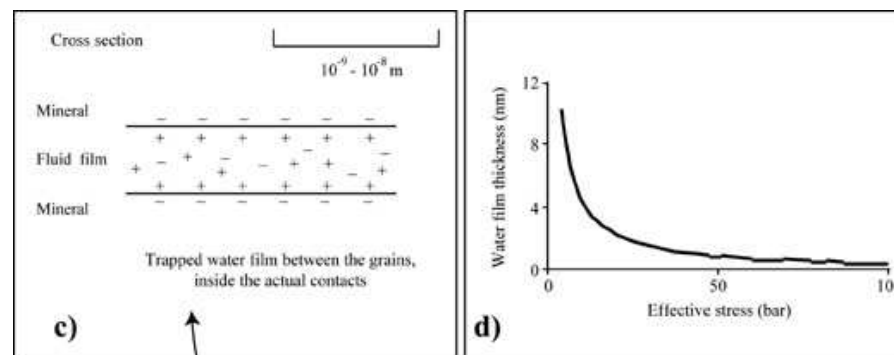 Cross section
10⁻⁹ - 10⁻⁸ m
Mineral
− − − − − −
+ + + + + +
Fluid film
+ − + − + − + − + − + −
+ + + + + +
Mineral
− − − − − −
Trapped water film between the grains,
inside the actual contacts
c)
Water film thickness (nm)
12
8
4
0
0
50
10
Effective stress (bar)
d)